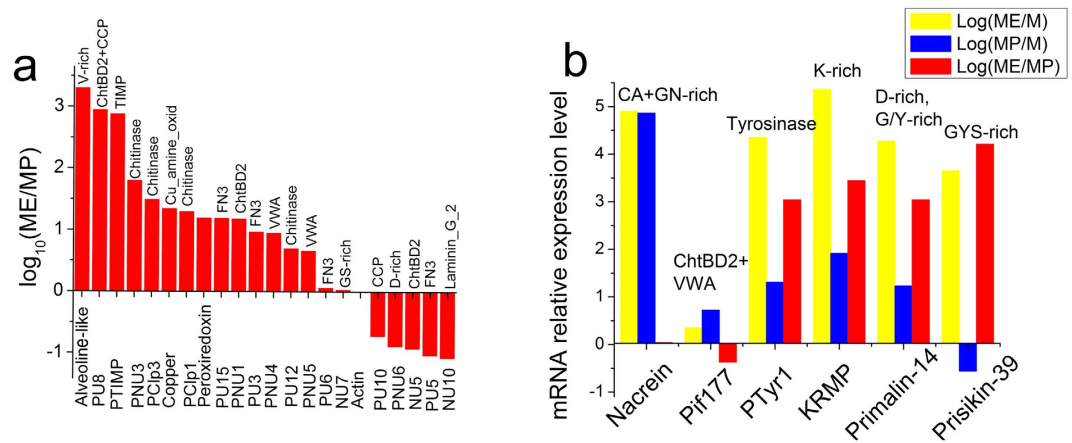 a
log10(ME/MP)
3
2
1
0
-1
V-rich
ChtBD2+CCP
TIMP
Chitinase
Chitinase
Cu_amine_oxid
Chitinase
FN3
ChtBD2
FN3
VWA
Chitinase
VWA
FN3
GS-rich
CCP
D-rich
ChtBD2
FN3
Laminin_G_2
Alveoline-like
PU8
PTIMP
PNU3
PClp3
Copper
PClp1
Peroxiredoxin
PU15
PNU1
PU3
PNU4
PU12
PNU5
PU6
NU7
Actin
PU10
PNU6
NU5
PU5
NU10
b
Log(ME/M)
Log(MP/M)
Log(ME/MP)
mRNA relative expression level
5
4
3
2
1
0
-1
CA+GN-rich
ChtBD2+
VWA
Tyrosinase
K-rich
D-rich,
G/Y-rich
GYS-rich
Nacrein
Pif177
PTyr1
KRMP
Primalin-14
Prisikin-39